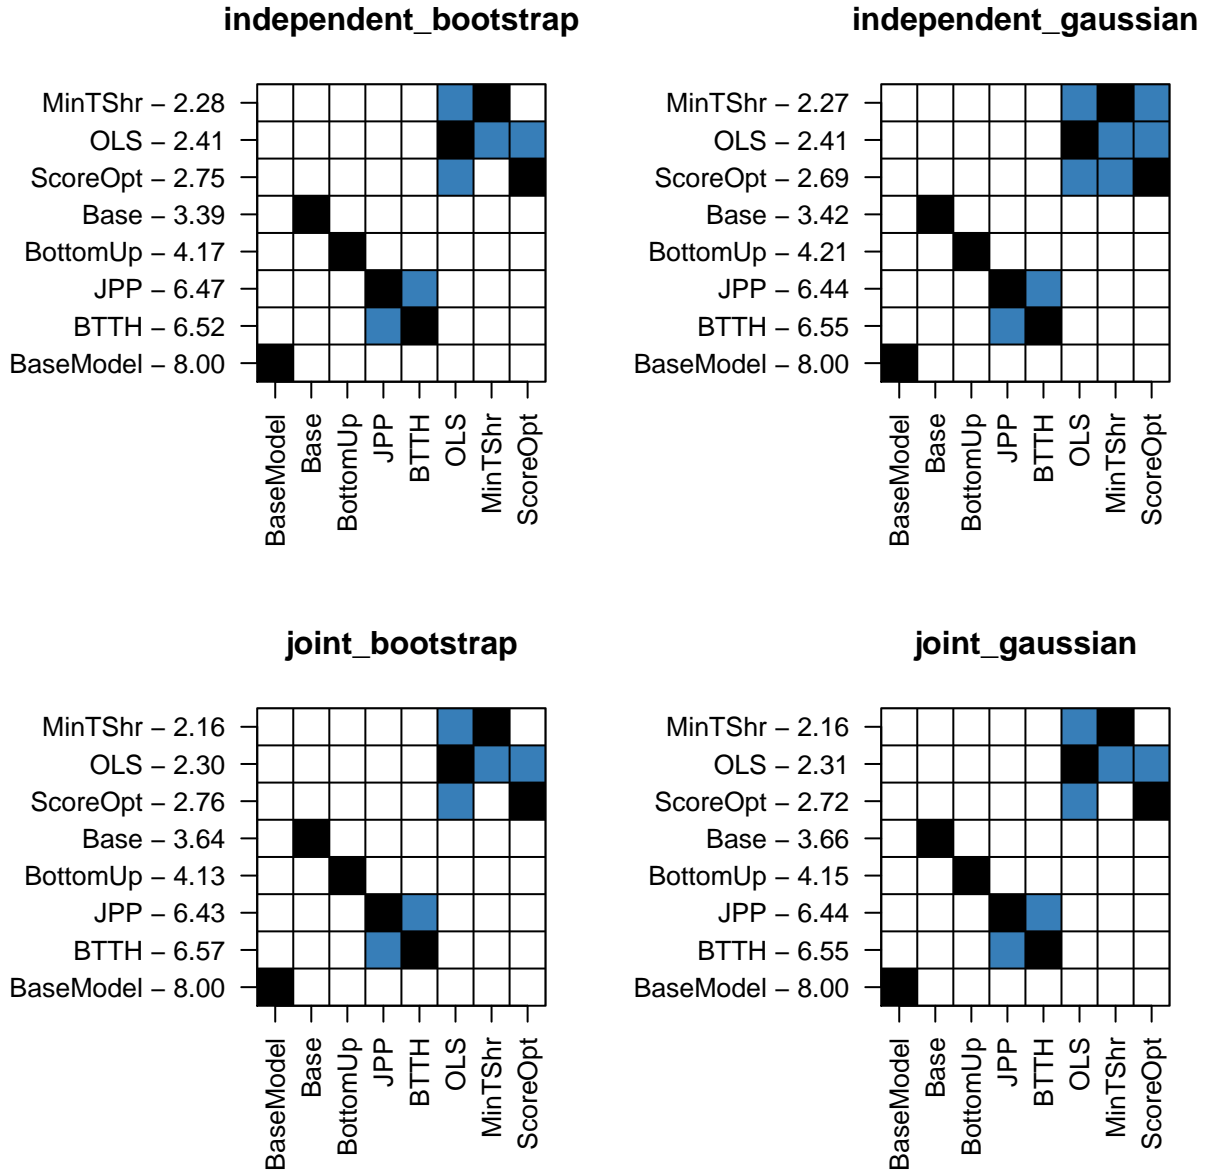 independent_bootstrap
MinTShr − 2.28
OLS − 2.41
ScoreOpt − 2.75
Base − 3.39
BottomUp − 4.17
JPP − 6.47
BTTH − 6.52
BaseModel − 8.00
BaseModel
Base
BottomUp
JPP
BTTH
OLS
MinTShr
ScoreOpt
independent_gaussian
MinTShr − 2.27
OLS − 2.41
ScoreOpt − 2.69
Base − 3.42
BottomUp − 4.21
JPP − 6.44
BTTH − 6.55
BaseModel − 8.00
BaseModel
Base
BottomUp
JPP
BTTH
OLS
MinTShr
ScoreOpt
joint_bootstrap
MinTShr − 2.16
OLS − 2.30
ScoreOpt − 2.76
Base − 3.64
BottomUp − 4.13
JPP − 6.43
BTTH − 6.57
BaseModel − 8.00
BaseModel
Base
BottomUp
JPP
BTTH
OLS
MinTShr
ScoreOpt
joint_gaussian
MinTShr − 2.16
OLS − 2.31
ScoreOpt − 2.72
Base − 3.66
BottomUp − 4.15
JPP − 6.44
BTTH − 6.55
BaseModel − 8.00
BaseModel
Base
BottomUp
JPP
BTTH
OLS
MinTShr
ScoreOpt